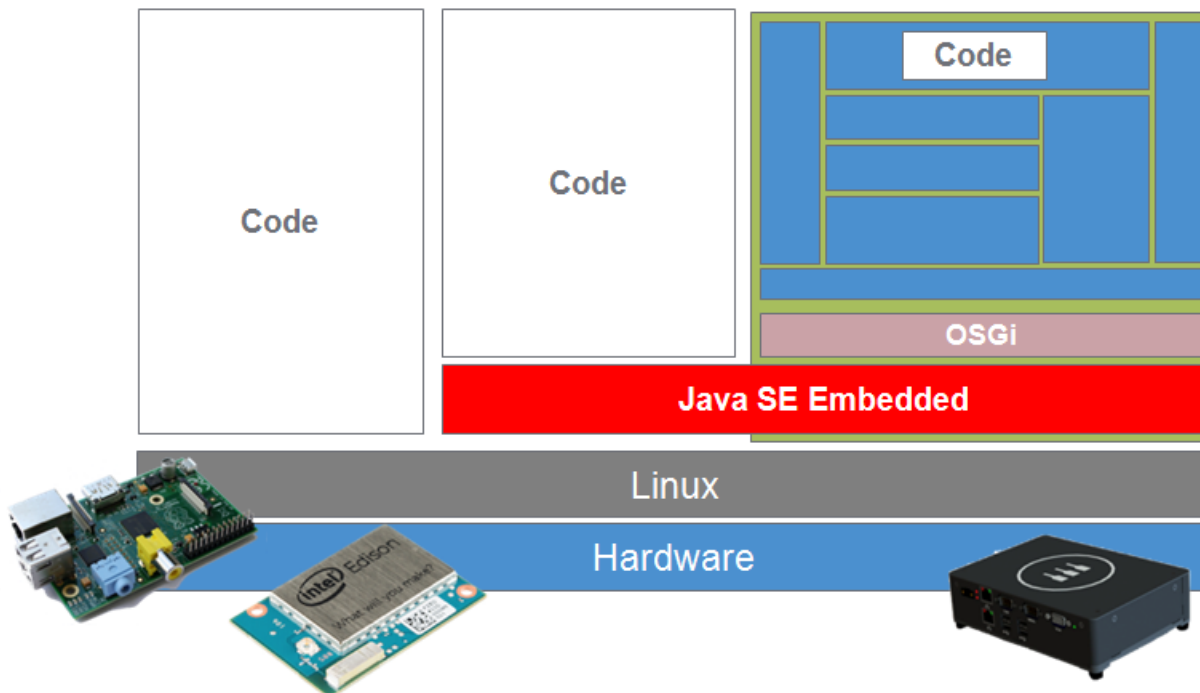 Code
Code
Code
OSGi
Java SE Embedded
Linux
Hardware
intel Edison
What will you make?